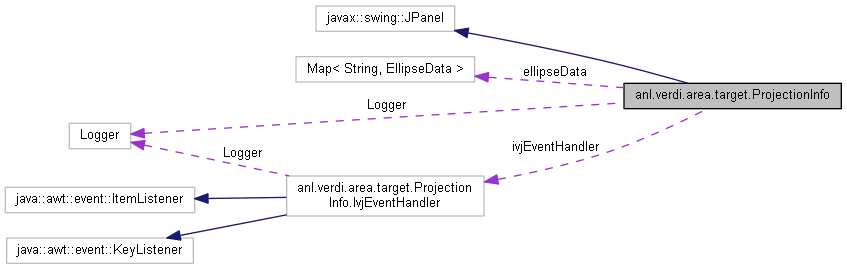 javax::swing::JPanel
Map< String, EllipseData >
ellipseData
anl.verdi.area.target.ProjectionInfo
Logger
Logger
ivjEventHandler
Logger
anl.verdi.area.target.Projection
Info.IvjEventHandler
java::awt::event::ItemListener
java::awt::event::KeyListener